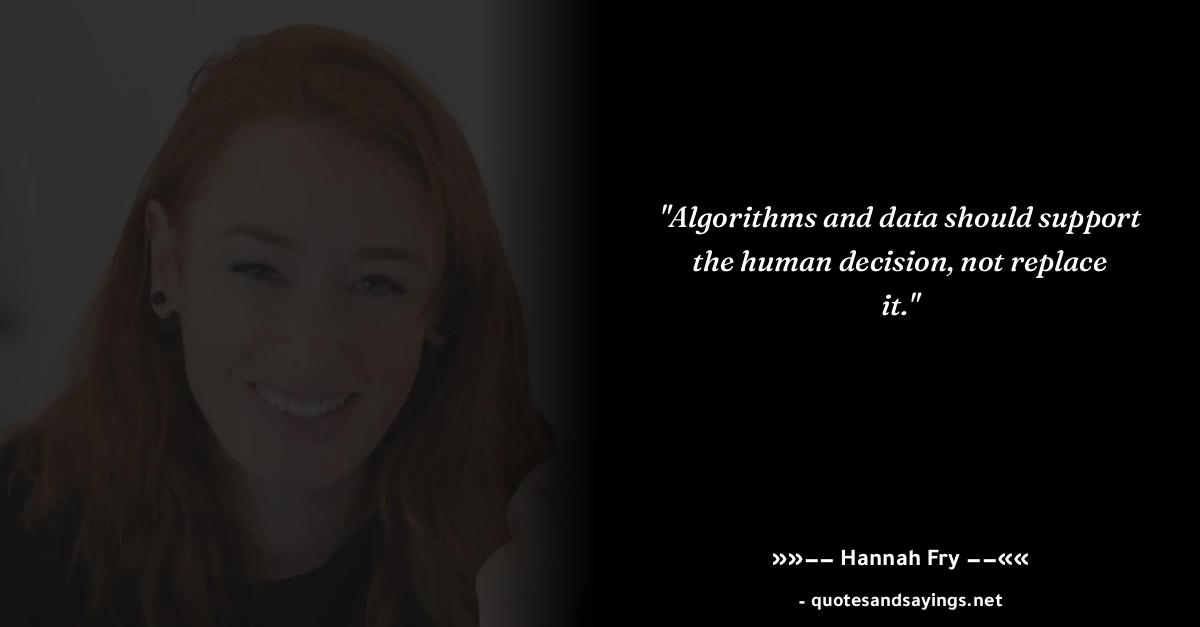 "Algorithms and data should support
the human decision, not replace
it."
»»−− Hannah Fry −−««
- quotesandsayings.net